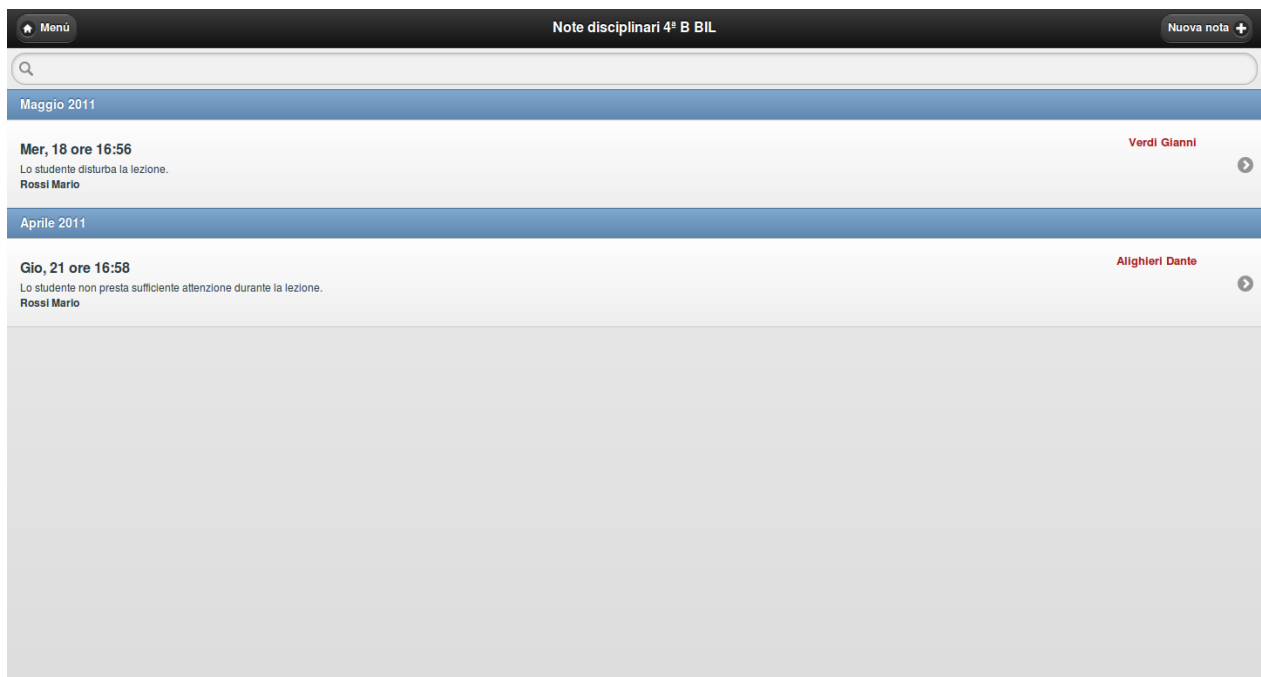 Menú
Note disciplinari 4ª B BIL
Nuova nota
Maggio 2011
Mer, 18 ore 16:56
Verdi Gianni
Lo studente disturba la lezione.
Rossi Mario
Aprile 2011
Gio, 21 ore 16:58
Alighieri Dante
Lo studente non presta sufficiente attenzione durante la lezione.
Rossi Mario